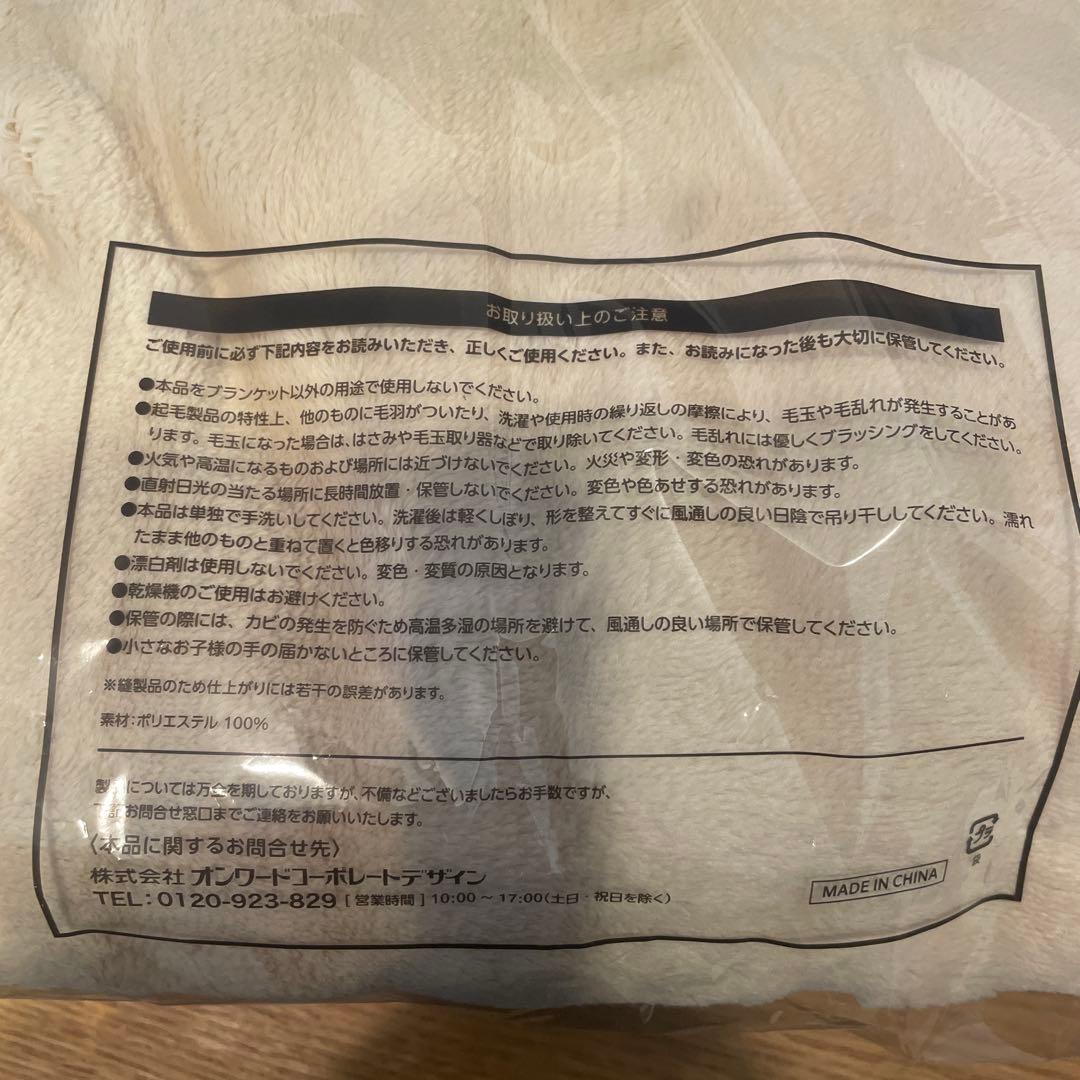 お取り扱い上のご注意
ご使用前に必ず下記内容をお読みいただき、正しくご使用ください。また、お読みになった後も大切に保管してください。
●本品をブランケット以外の用途で使用しないでください。
●起毛製品の特性上、他のものに毛羽がついたり、洗濯や使用時の繰り返しの摩擦により、毛玉や毛乱れが発生することがあ
ります。毛玉になった場合は、はさみや毛玉取り器などで取り除いてください。毛乱れには優しくブラッシングをしてください。
●火気や高温になるものおよび場所には近づけないでください。火災や変形・変色の恐れがあります。
●直射日光の当たる場所に長時間放置・保管しないでください。変色や色あせする恐れがあります。
●本品は単独で手洗いしてください。洗濯後は軽くしぼり、形を整えてすぐに風通しの良い日陰で吊り干ししてください。濡れ
たまま他のものと重ねて置くと色移りする恐れがあります。
●漂白剤は使用しないでください。変色・変質の原因となります。
●乾燥機のご使用はお避けください。
●保管の際には、カビの発生を防ぐため高温多湿の場所を避けて、風通しの良い場所で保管してください。
●小さなお子様の手の届かないところに保管してください。
※縫製品のため仕上がりには若干の誤差があります。
素材:ポリエステル 100%
製品については万全を期しておりますが、不備などございましたらお手数ですが、
下記お問合せ窓口までご連絡をお願いいたします。
〈本品に関するお問合せ先〉
株式会社 オンワードコーポレートデザイン
TEL:0120-923-829 [営業時間] 10:00~17:00(土日・祝日を除く)
プラ
袋
MADE IN CHINA